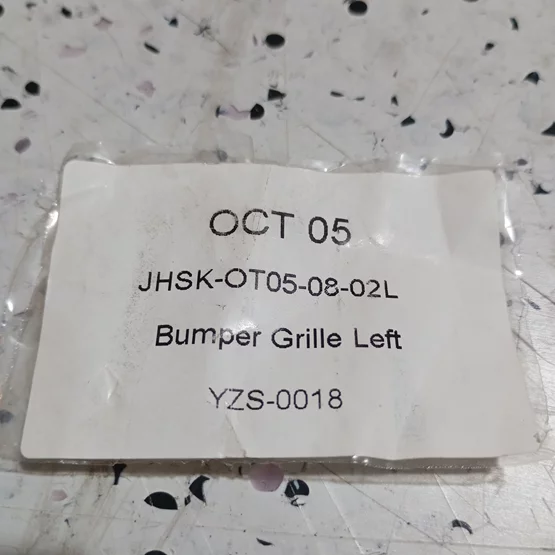 OCT 05
JHSK-OT05-08-02L
Bumper Grille Left
YZS-0018